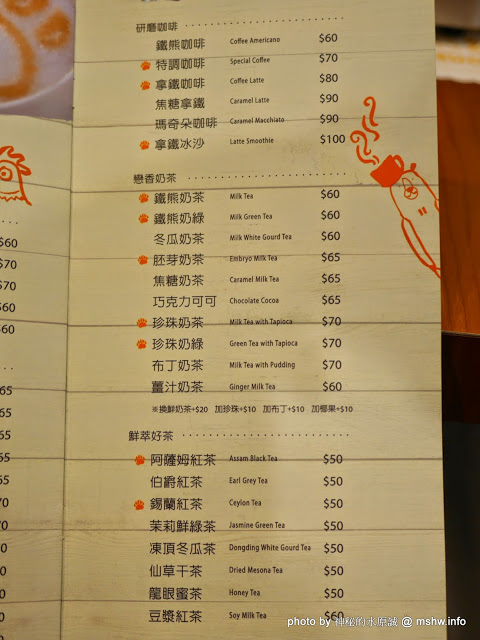 研磨咖啡
鐵熊咖啡 Coffee Americano $60
特調咖啡 Special Coffee $70
拿鐵咖啡 Coffee Latte $80
焦糖拿鐵 Caramel Latte $90
瑪奇朵咖啡 Caramel Macchiato $90
拿鐵冰沙 Latte Smoothie $100
戀香奶茶
鐵熊奶茶 Milk Tea $60
鐵熊奶綠 Milk Green Tea $60
冬瓜奶茶 Milk White Gourd Tea $60
胚芽奶茶 Embryo Milk Tea $65
焦糖奶茶 Caramel Milk Tea $65
巧克力可可 Chocolate Cocoa $65
珍珠奶茶 Milk Tea with Tapioca $70
珍珠奶綠 Green Tea with Tapioca $70
布丁奶茶 Milk Tea with Pudding $70
薑汁奶茶 Ginger Milk Tea $60
※換鮮奶茶+$20 加珍珠+$10 加布丁+$10 加椰果+$10
鮮萃好茶
阿薩姆紅茶 Assam Black Tea $50
伯爵紅茶 Earl Grey Tea $50
錫蘭紅茶 Ceylon Tea $50
茉莉鮮綠茶 Jasmine Green Tea $50
凍頂冬瓜茶 Dongding White Gourd Tea $50
仙草干茶 Dried Mesona Tea $50
龍眼蜜茶 Honey Tea $50
豆漿紅茶 Soy Milk Tea $60
$60
$70
$70
$60
$65
65
65
65
65
70
70
0
0
0
photo by 神秘的水原誠 @ mshw.info